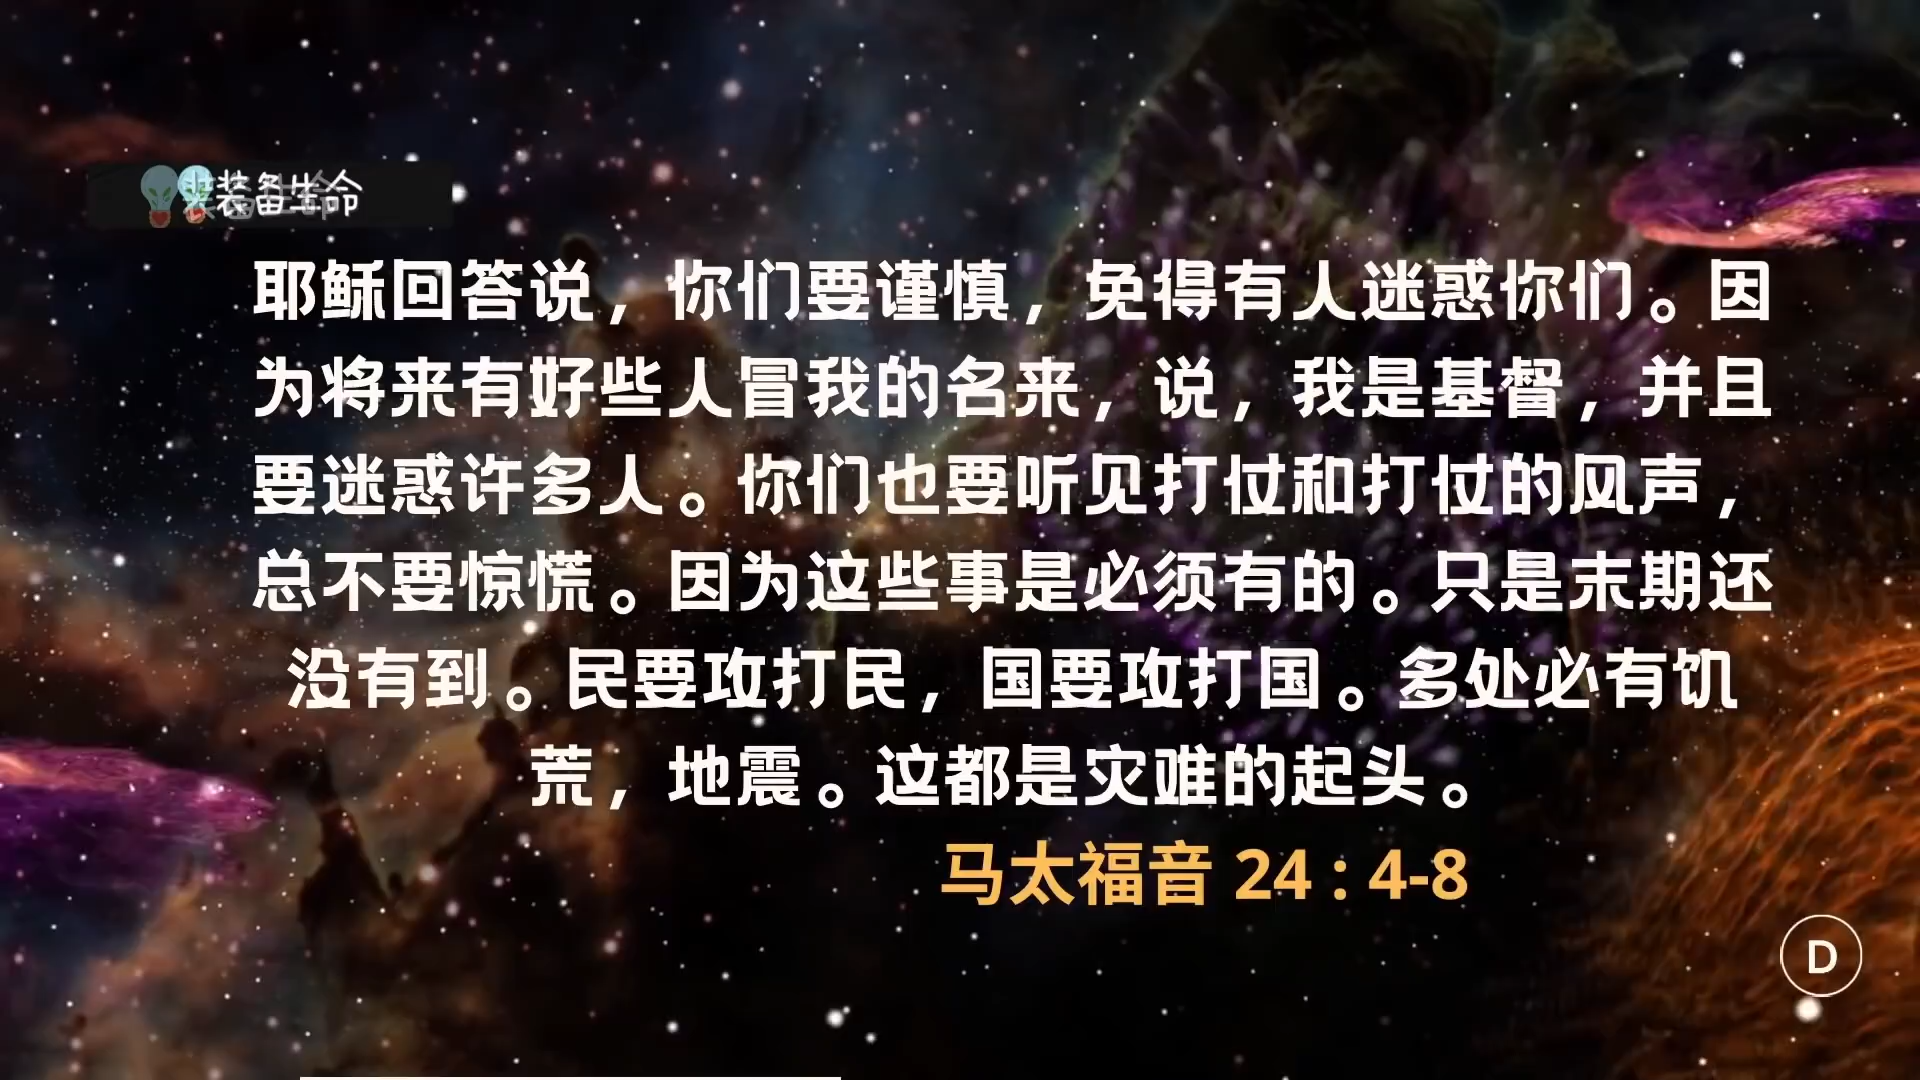 装备生命
耶稣回答说，你们要谨慎，免得有人迷惑你们。因
为将来有好些人冒我的名来，说，我是基督，并且
要迷惑许多人。你们也要听见打仗和打仗的风声，
总不要惊慌。因为这些事是必须有的。只是末期还
没有到。民要攻打民，国要攻打国。多处必有饥
荒，地震。这都是灾难的起头。
马太福音 24：4-8
D